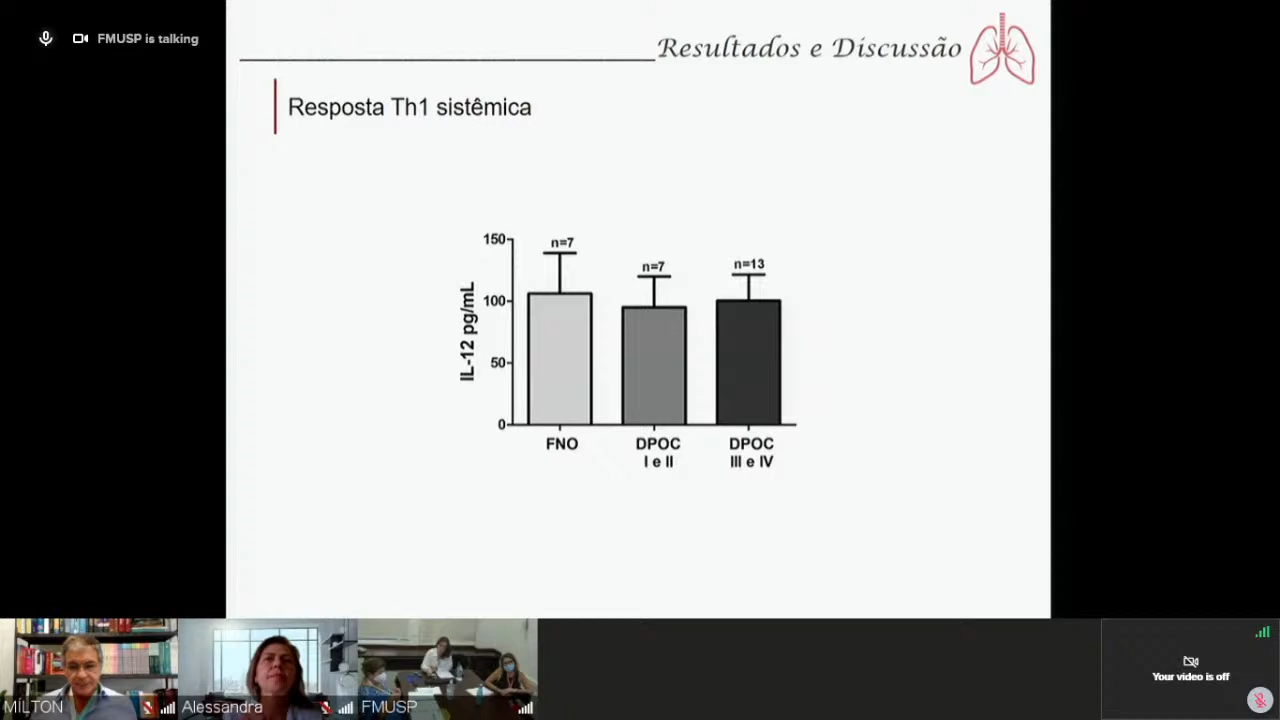 FMUSP is talking
Resultados e Discussão
Resposta Th1 sistêmica
150
100
50
0
IL-12 pg/mL
n=7
n=7
n=13
FNO
DPOC
I e II
DPOC
III e IV
MILTON
Alessandra
FMUSP
Your video is off